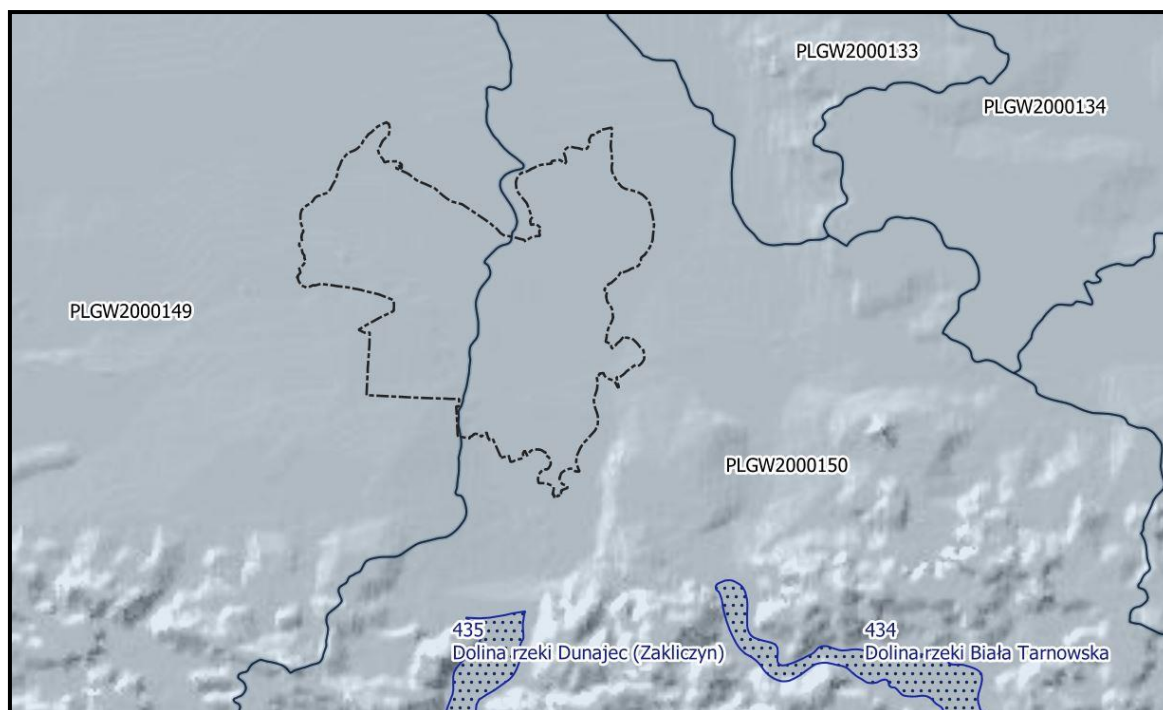 PLGW2000133
PLGW2000134
PLGW2000149
PLGW2000150
435
Dolina rzeki Dunajec (Zakliczyn)
434
Dolina rzeki Biała Tarnowska